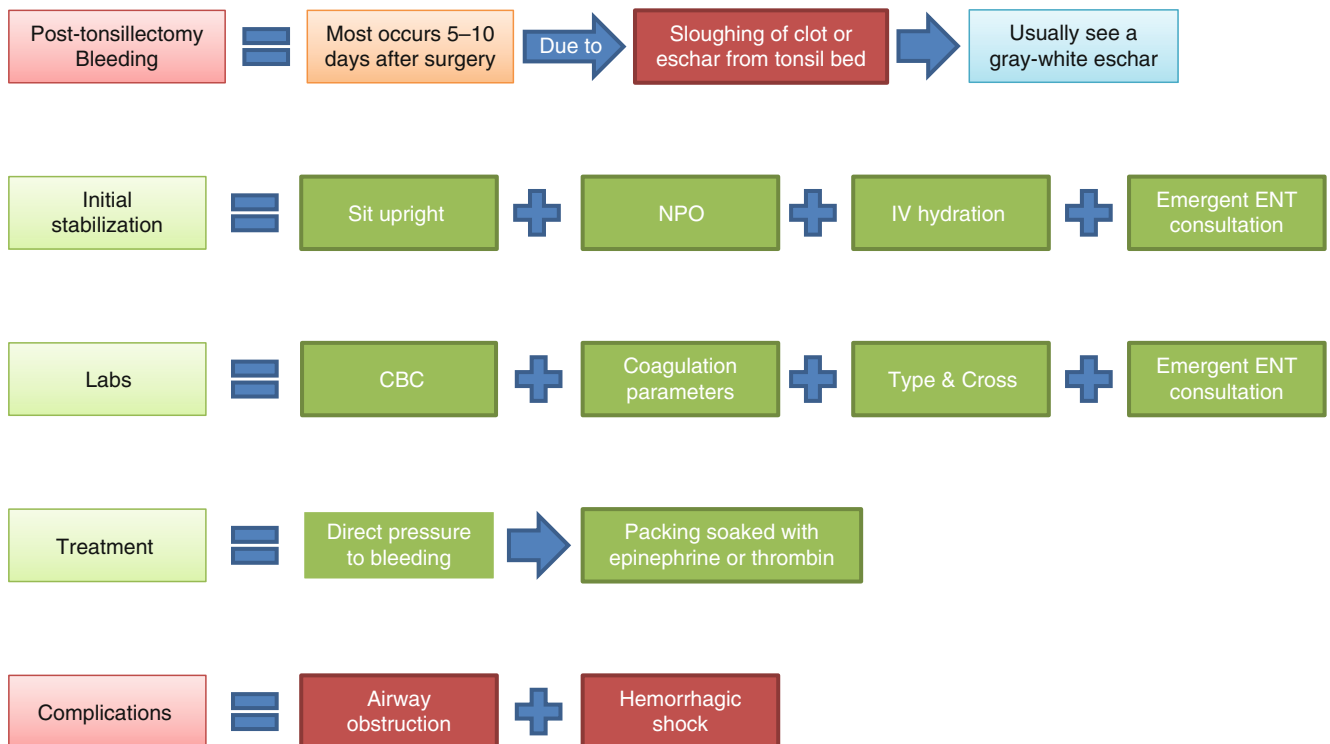 Post-tonsillectomy
Bleeding
Most occurs 5–10
days after surgery
Due to
Sloughing of clot or
eschar from tonsil bed
Usually see a
gray-white eschar
Initial
stabilization
Sit upright
NPO
IV hydration
Emergent ENT
consultation
Labs
CBC
Coagulation
parameters
Type & Cross
Emergent ENT
consultation
Treatment
Direct pressure
to bleeding
Packing soaked with
epinephrine or thrombin
Complications
Airway
obstruction
Hemorrhagic
shock